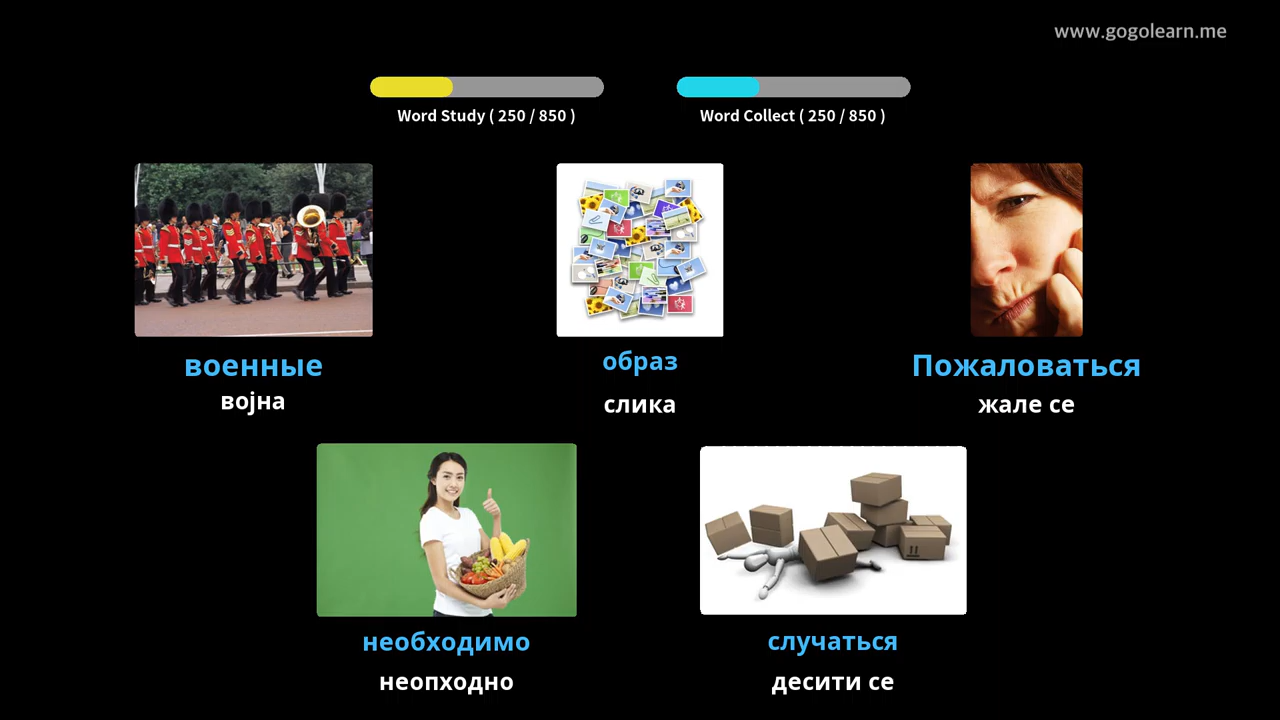 www.gogolearn.me
Word Study ( 250 / 850 )
Word Collect ( 250 / 850 )
военные
војна
образ
слика
Пожаловаться
жале се
необходимо
неопходно
случаться
десити се